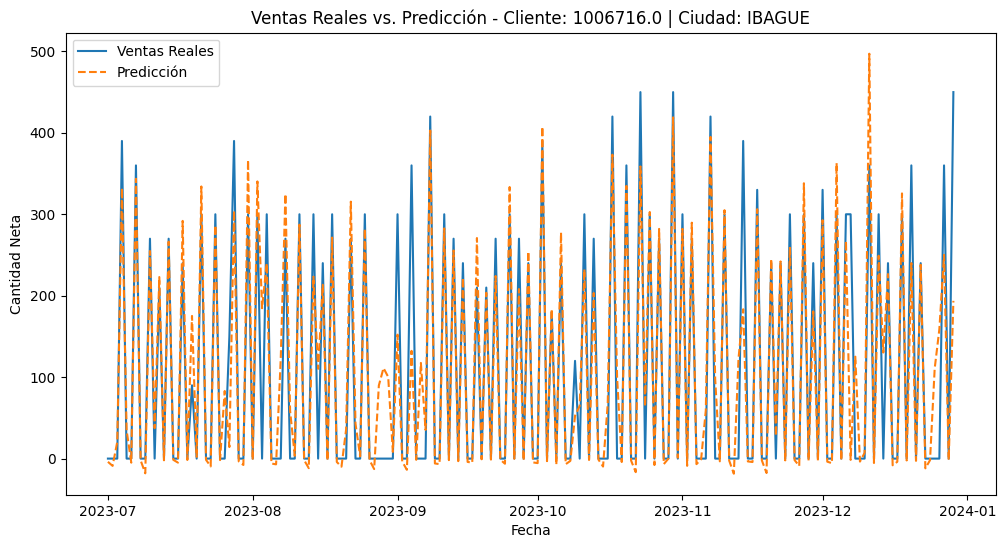 Ventas Reales vs. Predicción - Cliente: 1006716.0 | Ciudad: IBAGUE
Ventas Reales
Predicción
500
400
300
200
100
0
Cantidad Neta
2023-07 2023-08 2023-09 2023-10 2023-11 2023-12 2024-01
Fecha